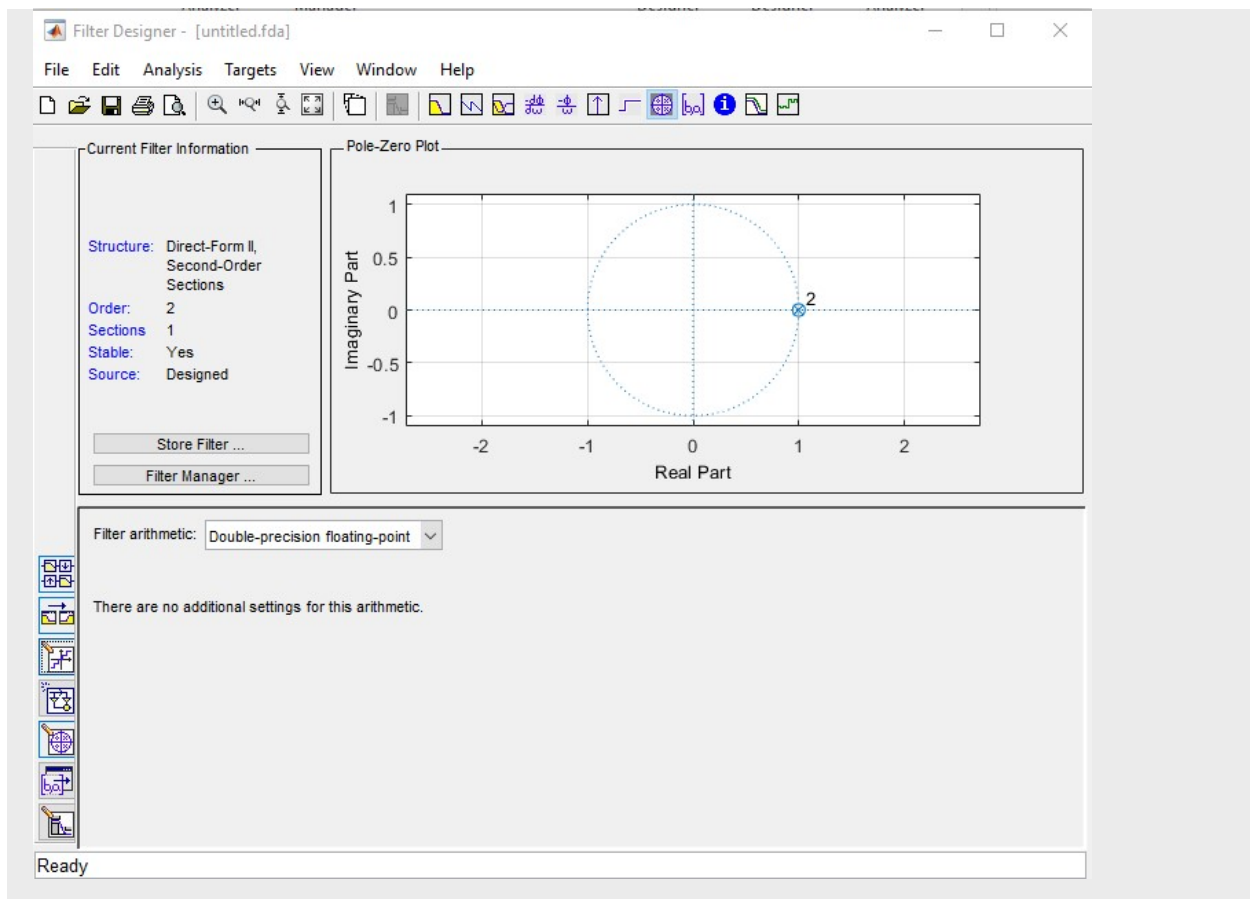 Filter Designer - [untitled.fda]
File Edit Analysis Targets View Window Help
Current Filter Information
Structure: Direct-Form II,
Second-Order
Sections
Order: 2
Sections 1
Stable: Yes
Source: Designed
Store Filter ...
Filter Manager ...
Pole-Zero Plot
1
0.5
0
-0.5
-1
Imaginary Part
2
-2 -1 0 1 2
Real Part
Filter arithmetic: Double-precision floating-point
There are no additional settings for this arithmetic.
Ready